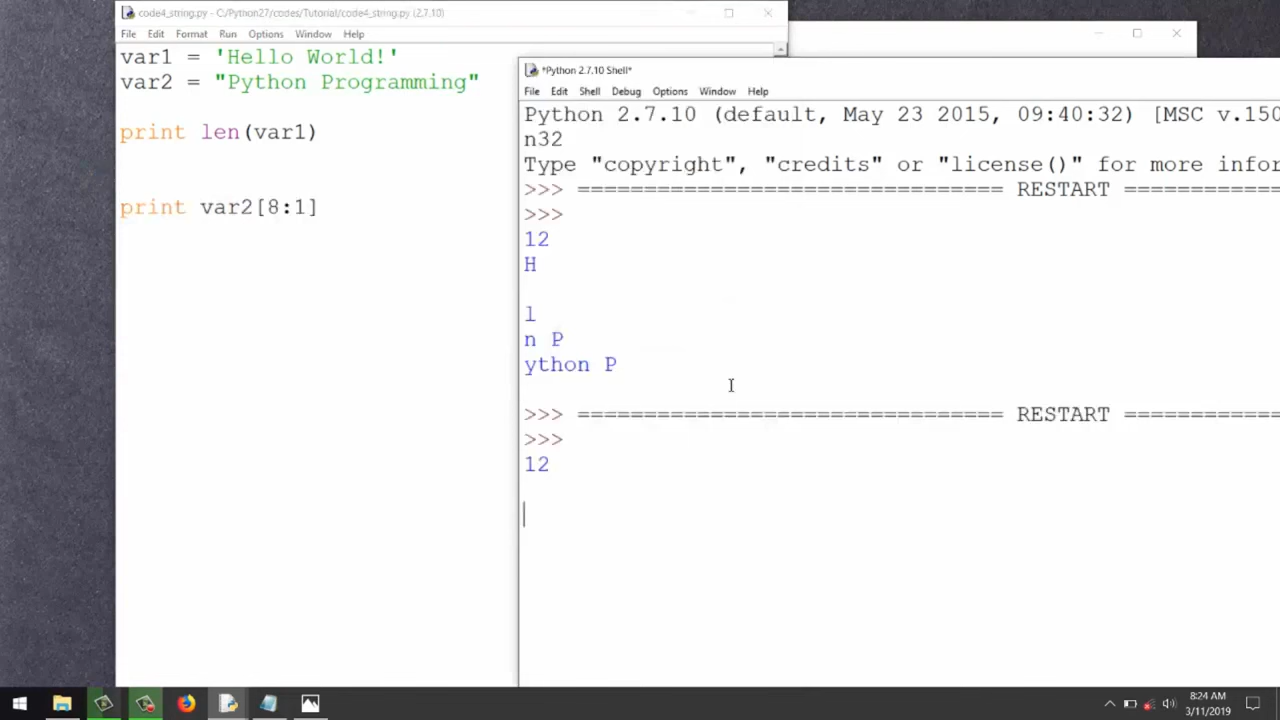 code4_string.py - C:/Python27/codes/Tutorial/code4_string.py (2.7.10)
File Edit Format Run Options Window Help
var1 = 'Hello World!'
var2 = "Python Programming"
print len(var1)
print var2[8:1]
*Python 2.7.10 Shell*
File Edit Shell Debug Options Window Help
Python 2.7.10 (default, May 23 2015, 09:40:32) [MSC v.150
n32
Type "copyright", "credits" or "license()" for more infor
>>> ================================ RESTART ============
>>>
12
H
l
n P
ython P
>>> ================================ RESTART ============
>>>
12
8:24 AM
3/11/2019